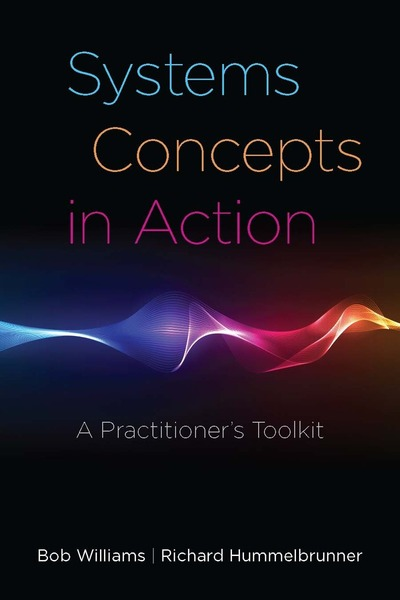 Systems
Concepts
in Action
A Practitioner's Toolkit
Bob Williams | Richard Hummelbrunner